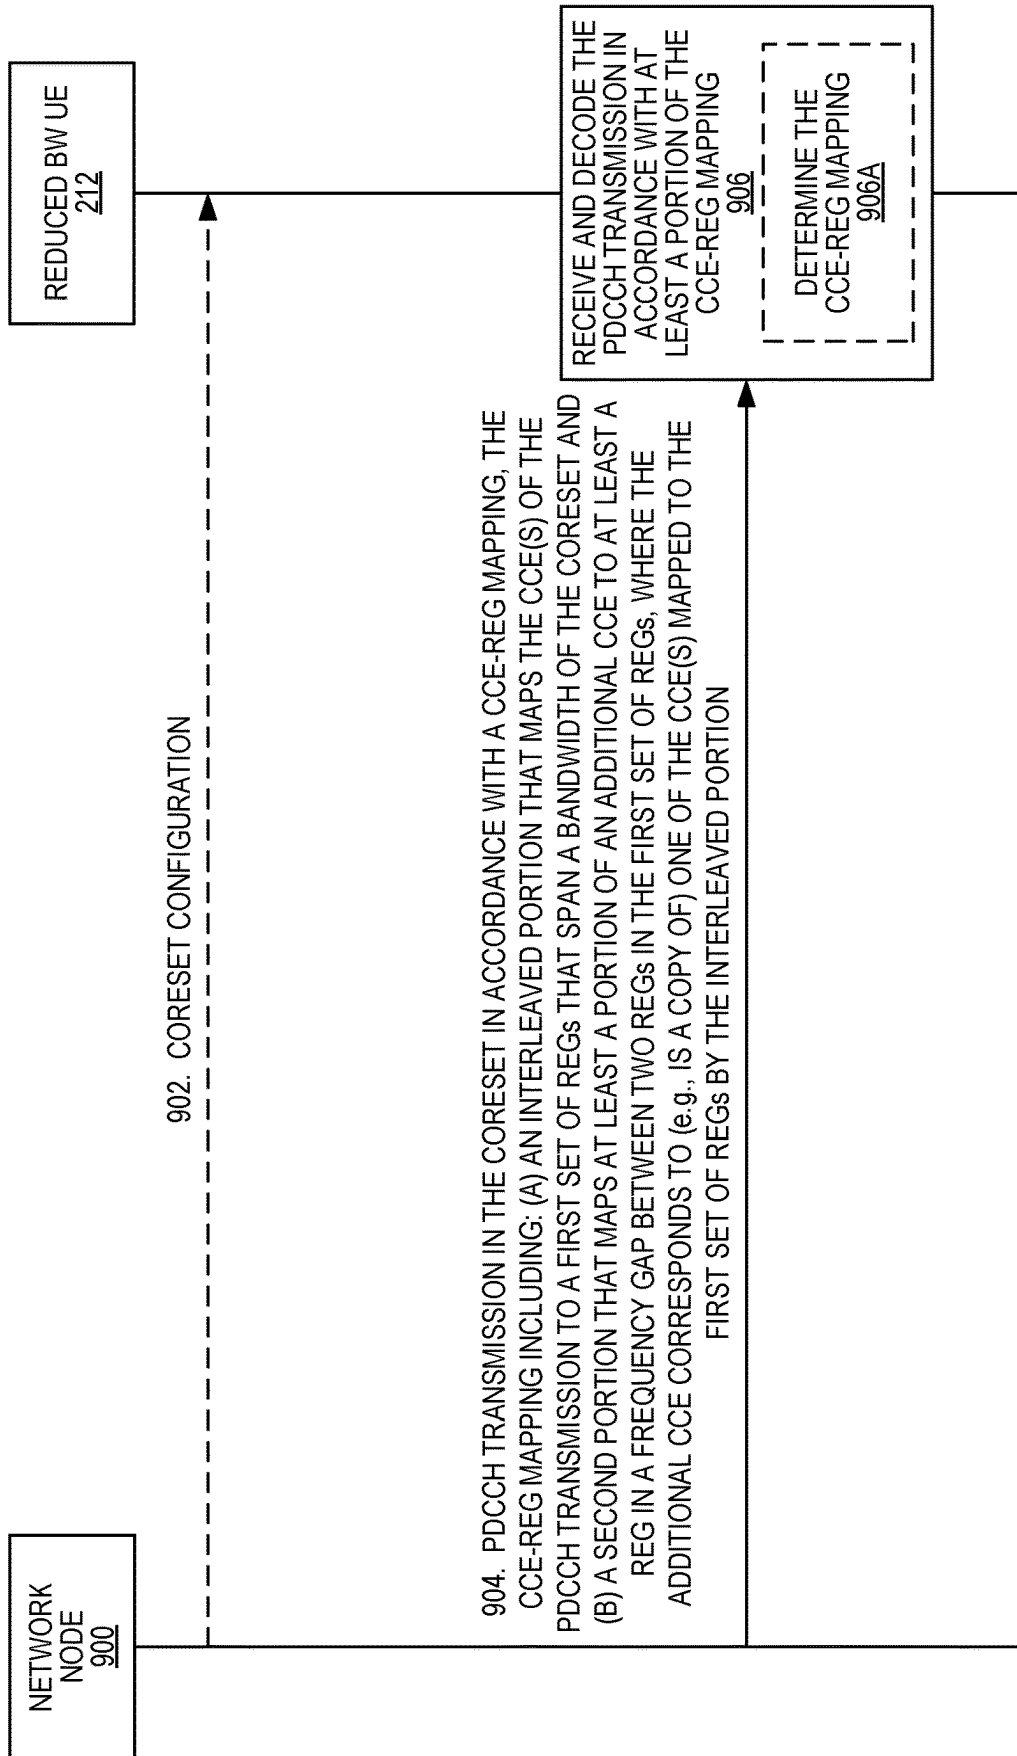 NETWORK
NODE
900
REDUCED BW UE
212
902. CORESET CONFIGURATION
904. PDCCH TRANSMISSION IN THE CORESET IN ACCORDANCE WITH A CCE-REG MAPPING, THE
CCE-REG MAPPING INCLUDING: (A) AN INTERLEAVED PORTION THAT MAPS THE CCE(S) OF THE
PDCCH TRANSMISSION TO A FIRST SET OF REGs THAT SPAN A BANDWIDTH OF THE CORESET AND
(B) A SECOND PORTION THAT MAPS AT LEAST A PORTION OF AN ADDITIONAL CCE TO AT LEAST A
REG IN A FREQUENCY GAP BETWEEN TWO REGs IN THE FIRST SET OF REGs, WHERE THE
ADDITIONAL CCE CORRESPONDS TO (e.g., IS A COPY OF) ONE OF THE CCE(S) MAPPED TO THE
FIRST SET OF REGs BY THE INTERLEAVED PORTION
RECEIVE AND DECODE THE
PDCCH TRANSMISSION IN
ACCORDANCE WITH AT
LEAST A PORTION OF THE
CCE-REG MAPPING
906
DETERMINE THE
CCE-REG MAPPING
906A